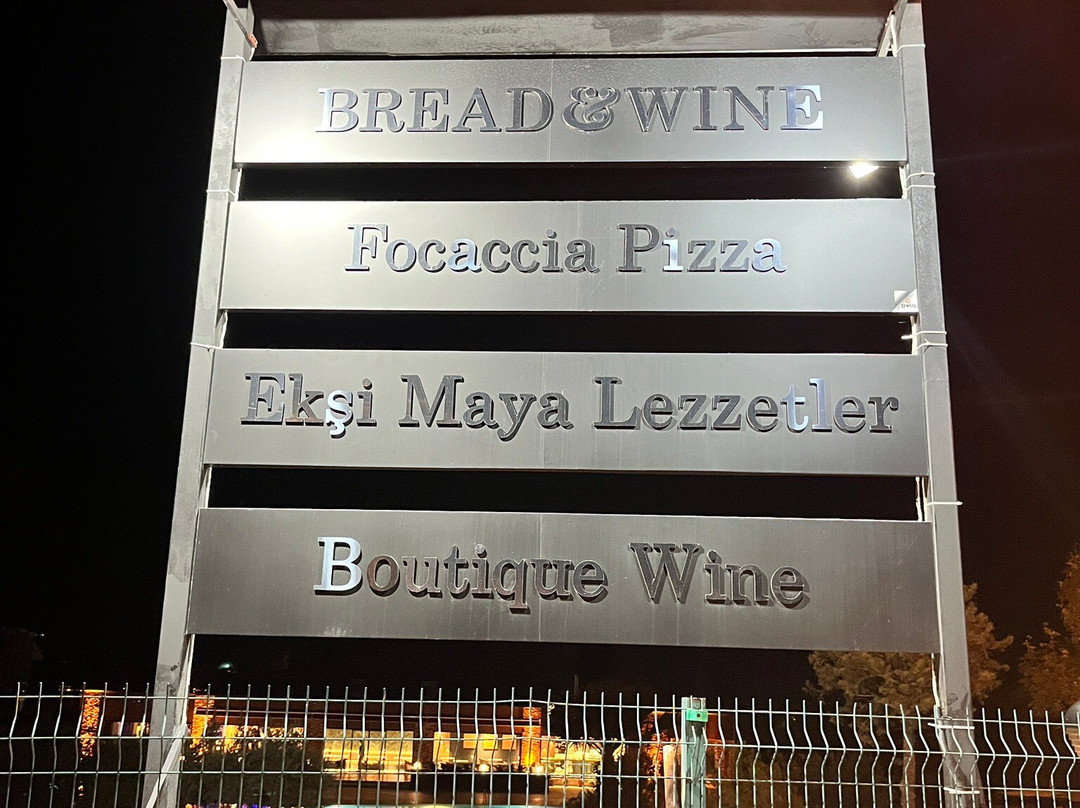 BREAD&WINE
Focaccia Pizza
Ekşi Maya Lezzetler
Boutique Wine